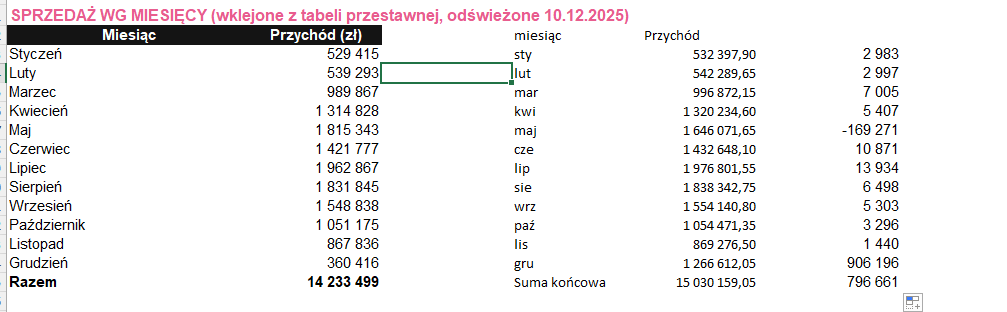 SPRZEDAŻ WG MIESIĘCY (wklejone z tabeli przestawnej, odświeżone 10.12.2025)
Miesiąc Przychód (zł) miesiąc Przychód
Styczeń 529 415 sty 532 397,90 2 983
Luty 539 293 lut 542 289,65 2 997
Marzec 989 867 mar 996 872,15 7 005
Kwiecień 1 314 828 kwi 1 320 234,60 5 407
Maj 1 815 343 maj 1 646 071,65 -169 271
Czerwiec 1 421 777 cze 1 432 648,10 10 871
Lipiec 1 962 867 lip 1 976 801,55 13 934
Sierpień 1 831 845 sie 1 838 342,75 6 498
Wrzesień 1 548 838 wrz 1 554 140,80 5 303
Październik 1 051 175 paź 1 054 471,35 3 296
Listopad 867 836 lis 869 276,50 1 440
Grudzień 360 416 gru 1 266 612,05 906 196
Razem 14 233 499 Suma końcowa 15 030 159,05 796 661